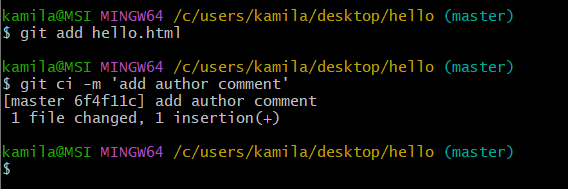 kamila@MSI MINGW64 /c/users/kamila/desktop/hello (master)
$ git add hello.html
kamila@MSI MINGW64 /c/users/kamila/desktop/hello (master)
$ git ci -m 'add author comment'
[master 6f4f11c] add author comment
 1 file changed, 1 insertion(+)
kamila@MSI MINGW64 /c/users/kamila/desktop/hello (master)
$